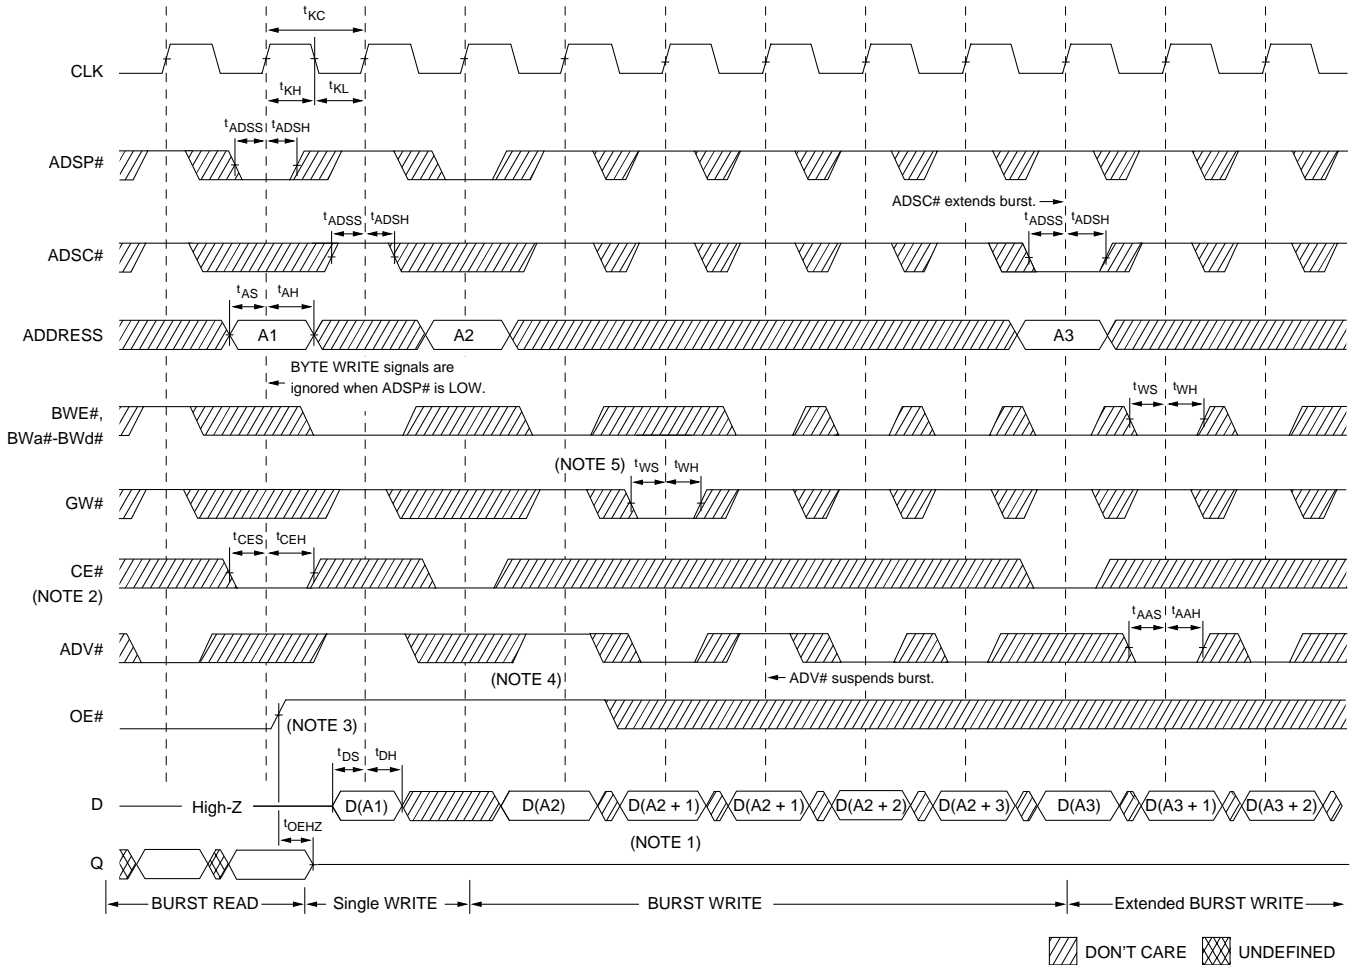 tKC
CLK
tKH tKL
tADSS tADSH
ADSP#
ADSC# extends burst.
tADSS tADSH tADSS tADSH
ADSC#
tAS tAH
ADDRESS A1 A2 A3
BYTE WRITE signals are
ignored when ADSP# is LOW.
BWE#,
BWa#-BWd#
tWS tWH
(NOTE 5) tWS tWH
GW#
tCES tCEH
CE#
(NOTE 2)
tAAS tAAH
ADV#
(NOTE 4) ADV# suspends burst.
OE#
(NOTE 3)
tDS tDH
D High-Z D(A1) D(A2) D(A2 + 1) D(A2 + 1) D(A2 + 2) D(A2 + 3) D(A3) D(A3 + 1) D(A3 + 2)
tOEHZ
(NOTE 1)
Q
BURST READ Single WRITE BURST WRITE Extended BURST WRITE
DON'T CARE UNDEFINED